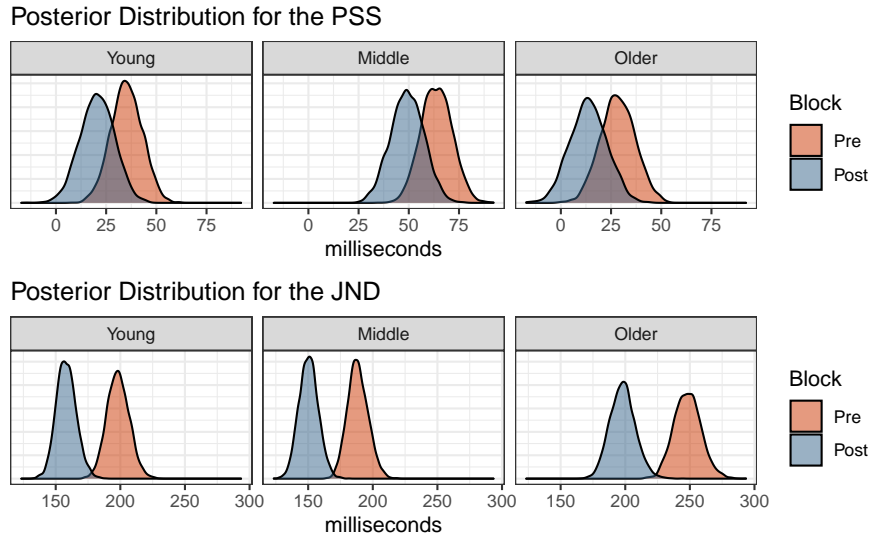 Posterior Distribution for the PSS
Young Middle Older
0 25 50 75 0 25 50 75 0 25 50 75
milliseconds
Block
Pre
Post
Posterior Distribution for the JND
Young Middle Older
150 200 250 300 150 200 250 300 150 200 250 300
milliseconds
Block
Pre
Post